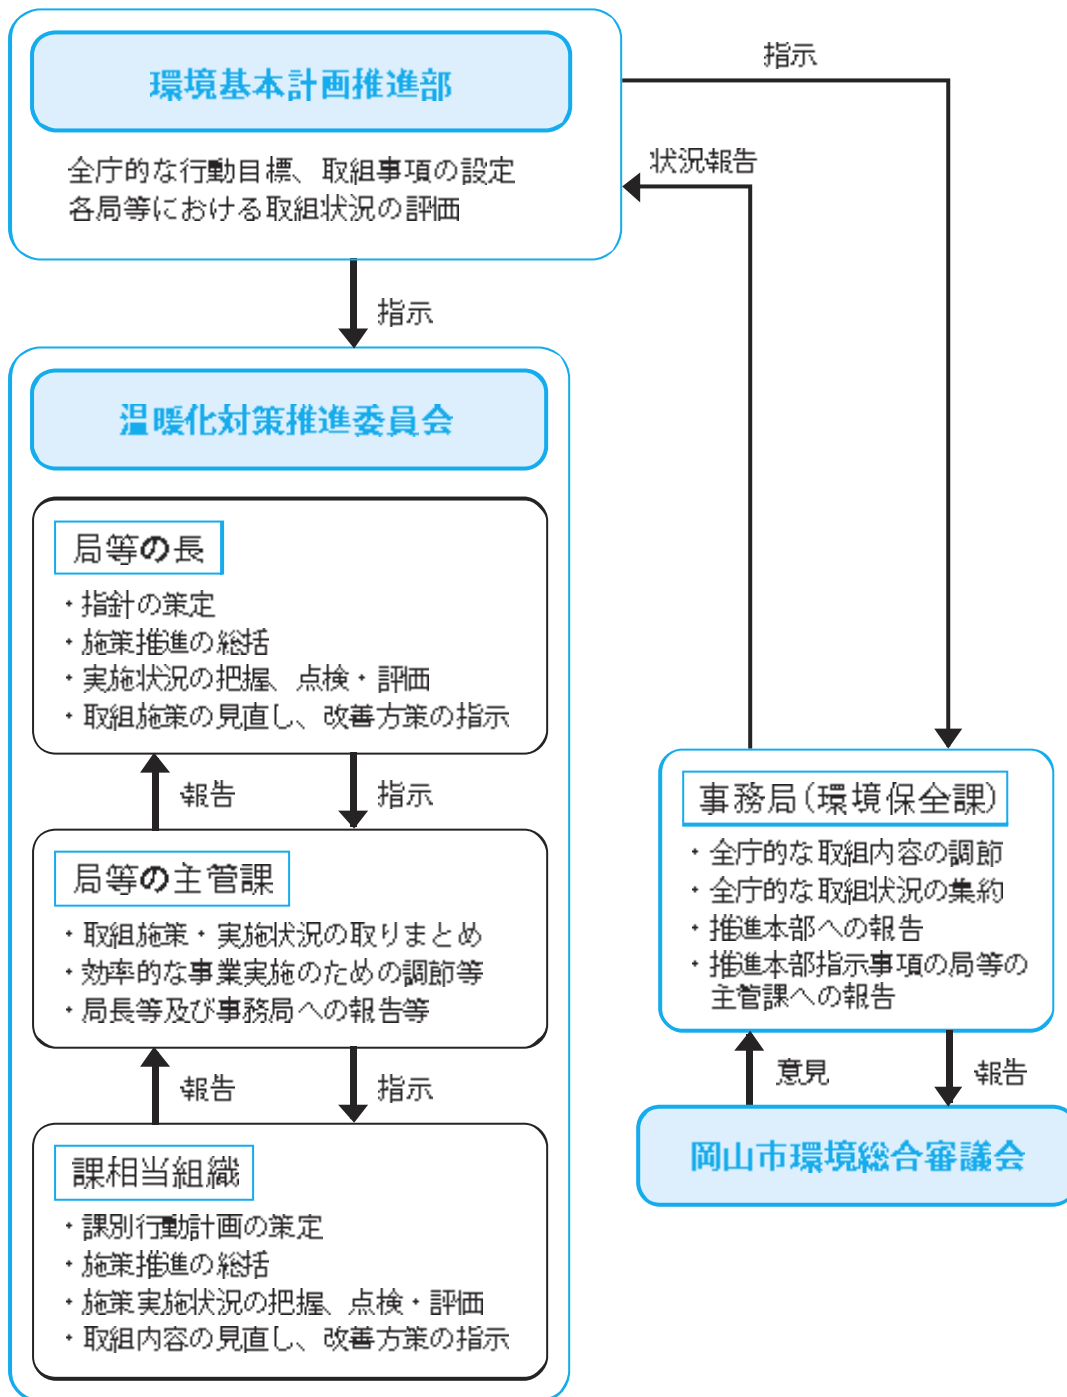 環境基本計画推進部
全庁的な行動目標、取組事項の設定
各局等における取組状況の評価
指示
状況報告
指示
温暖化対策推進委員会
局等の長
・指針の策定
・施策推進の総括
・実施状況の把握、点検・評価
・取組施策の見直し、改善方策の指示
報告
指示
局等の主管課
・取組施策・実施状況の取りまとめ
・効率的な事業実施のための調節等
・局長等及び事務局への報告等
報告
指示
課相当組織
・課別行動計画の策定
・施策推進の総括
・施策実施状況の把握、点検・評価
・取組内容の見直し、改善方策の指示
事務局(環境保全課)
・全庁的な取組内容の調節
・全庁的な取組状況の集約
・推進本部への報告
・推進本部指示事項の局等の
主管課への報告
意見
報告
岡山市環境総合審議会